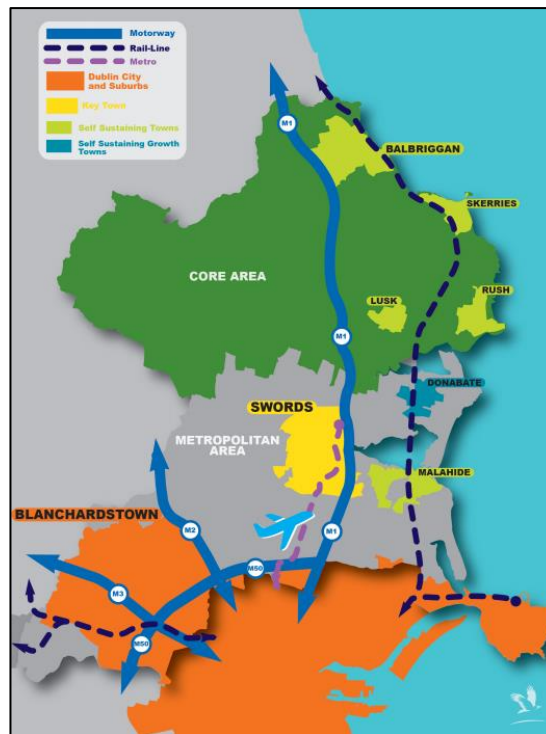 Motorway
Rail-Line
Metro
Dublin City
and Suburbs
Key Town
Self Sustaining Towns
Self Sustaining Growth
Towns
M1
BALBRIGGAN
SKERRIES
CORE AREA
LUSK
RUSH
M1
DONABATE
SWORDS
METROPOLITAN
AREA
MALAHIDE
BLANCHARDSTOWN
M2
M1
M50
M3
M50